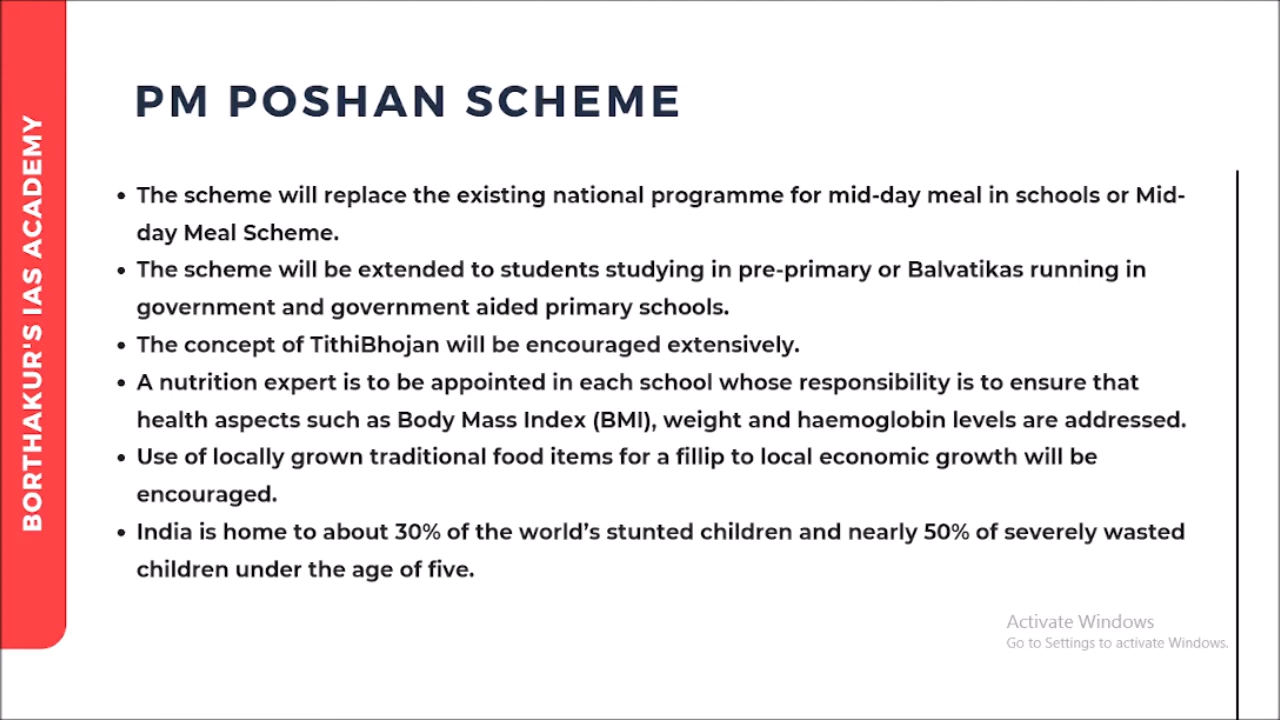 BORTHAKUR'S IAS ACADEMY
PM POSHAN SCHEME
• The scheme will replace the existing national programme for mid-day meal in schools or Mid-
day Meal Scheme.
• The scheme will be extended to students studying in pre-primary or Balvatikas running in
government and government aided primary schools.
• The concept of TithiBhojan will be encouraged extensively.
• A nutrition expert is to be appointed in each school whose responsibility is to ensure that
health aspects such as Body Mass Index (BMI), weight and haemoglobin levels are addressed.
• Use of locally grown traditional food items for a fillip to local economic growth will be
encouraged.
• India is home to about 30% of the world's stunted children and nearly 50% of severely wasted
children under the age of five.
Activate Windows
Go to Settings to activate Windows.